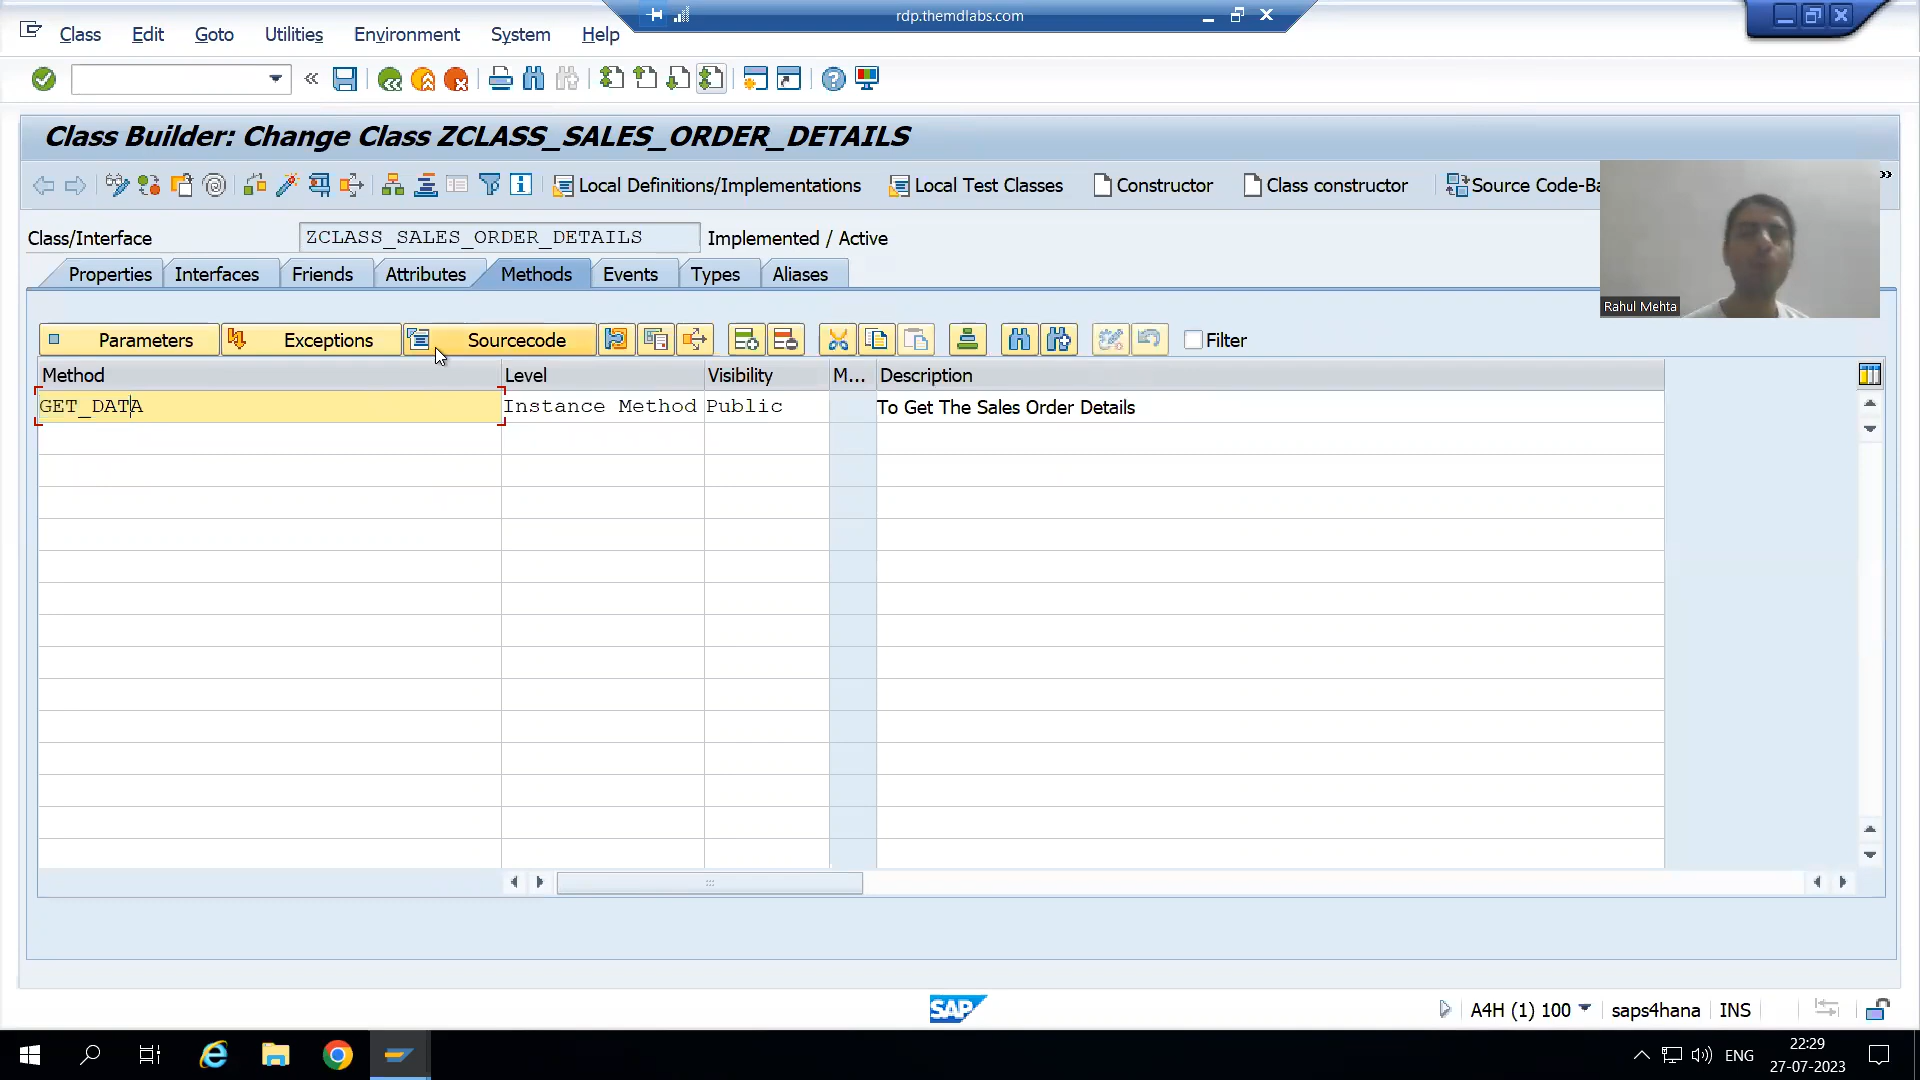 rdp.themdlabs.com
Class Edit Goto Utilities Environment System Help
Class Builder: Change Class ZCLASS_SALES_ORDER_DETAILS
Local Definitions/Implementations Local Test Classes Constructor Class constructor Source Code-Ba
Class/Interface ZCLASS_SALES_ORDER_DETAILS Implemented / Active
Properties Interfaces Friends Attributes Methods Events Types Aliases
Rahul Mehta
Parameters Exceptions Sourcecode Filter
Method Level Visibility M... Description
GET_DATA Instance Method Public To Get The Sales Order Details
SAP A4H (1) 100 saps4hana INS
22:29
ENG
27-07-2023